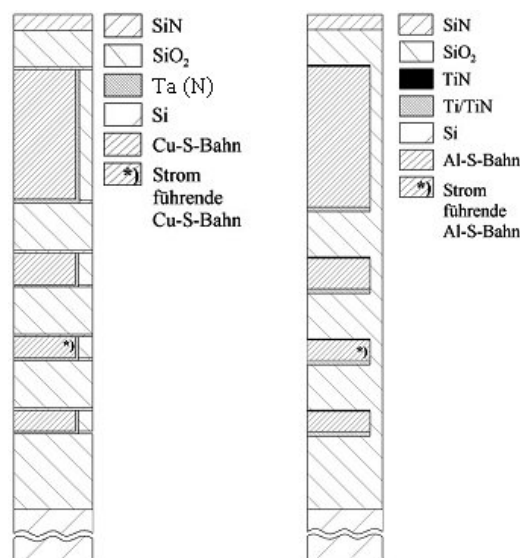 SiN
SiO₂
Ta (N)
Si
Cu-S-Bahn
*) Strom
führende
Cu-S-Bahn
*)
SiN
SiO₂
TiN
Ti/TiN
Si
Al-S-Bahn
*) Strom
führende
Al-S-Bahn
*)